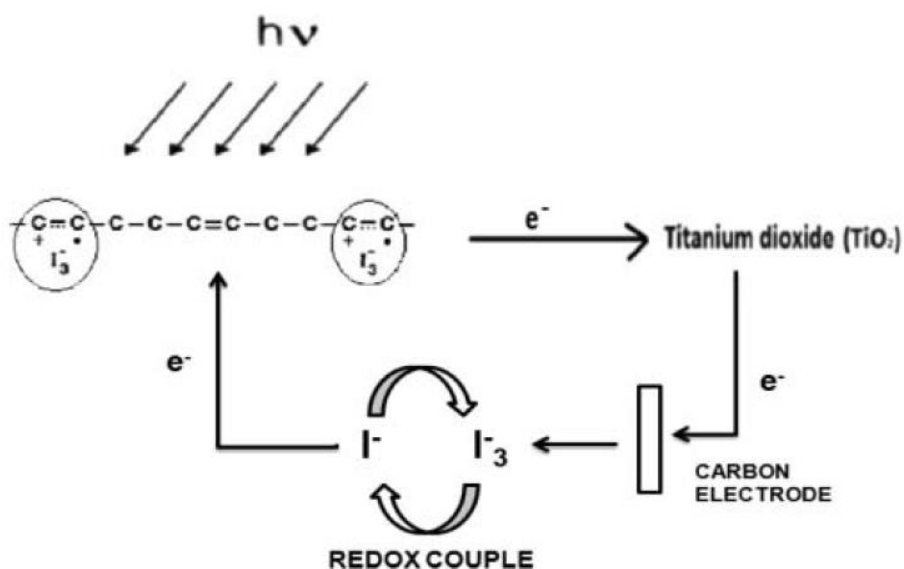 hν
–C═C–C–C–C=C–C–C–C═C–
+ • + •
I₃⁻ I₃⁻
e⁻
Titanium dioxide (TiO₂)
e⁻
e⁻
I⁻ I⁻₃
CARBON
ELECTRODE
REDOX COUPLE